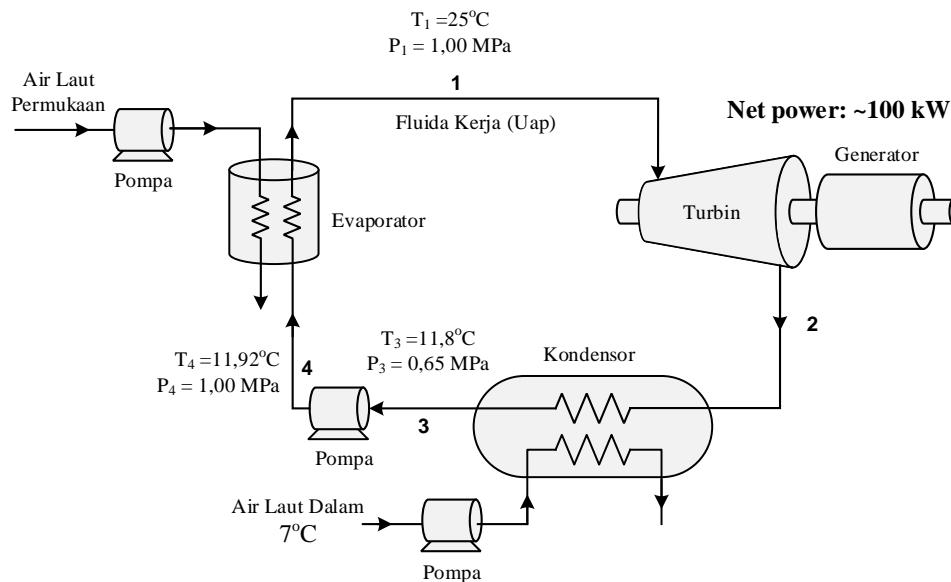 T₁ =25°C
P₁ = 1,00 MPa
1
Air Laut
Permukaan
Fluida Kerja (Uap)
Net power: ~100 kW
Generator
Pompa
Evaporator
Turbin
2
T₄ =11,92°C
P₄ = 1,00 MPa
4
T₃ =11,8°C
P₃ = 0,65 MPa
Kondensor
3
Pompa
Air Laut Dalam
7°C
Pompa